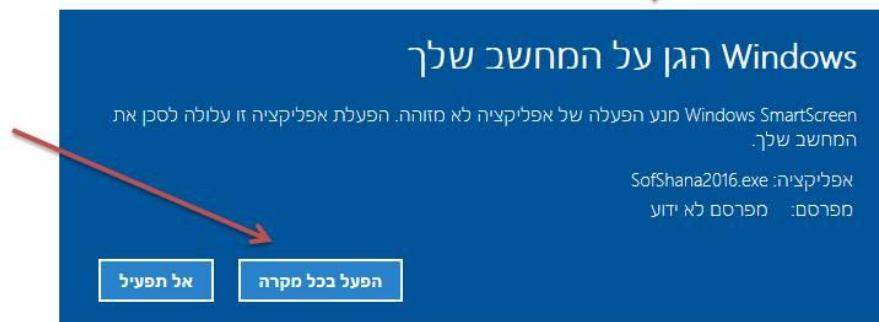 Windows הגן על המחשב שלך
Windows SmartScreen מנע הפעלה של אפליקציה לא מזוהה. הפעלת אפליקציה זו עלולה לסכן את
המחשב שלך.
אפליקציה: SofShana2016.exe
מפרסם: מפרסם לא ידוע
הפעל בכל מקרה
אל תפעיל